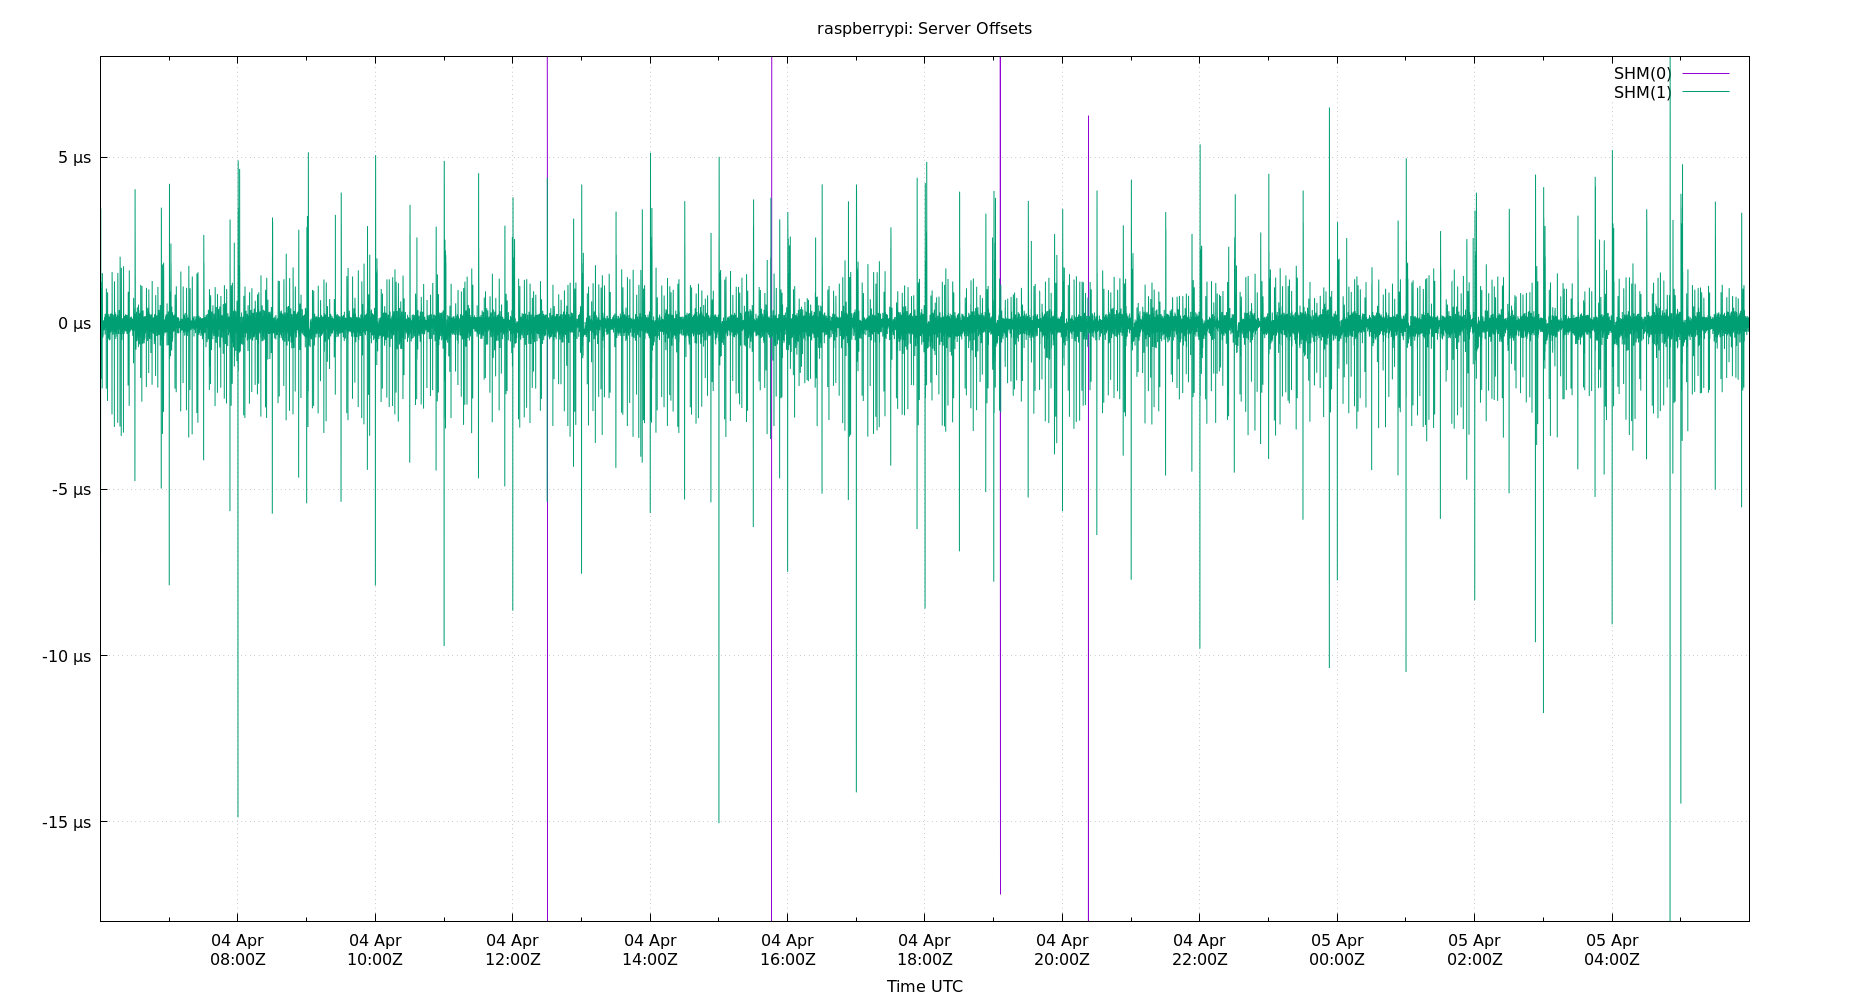 raspberrypi: Server Offsets
SHM(0)
SHM(1)
5 µs
0 µs
-5 µs
-10 µs
-15 µs
04 Apr 04 Apr 04 Apr 04 Apr 04 Apr 04 Apr 04 Apr 04 Apr 05 Apr 05 Apr 05 Apr
08:00Z 10:00Z 12:00Z 14:00Z 16:00Z 18:00Z 20:00Z 22:00Z 00:00Z 02:00Z 04:00Z
Time UTC